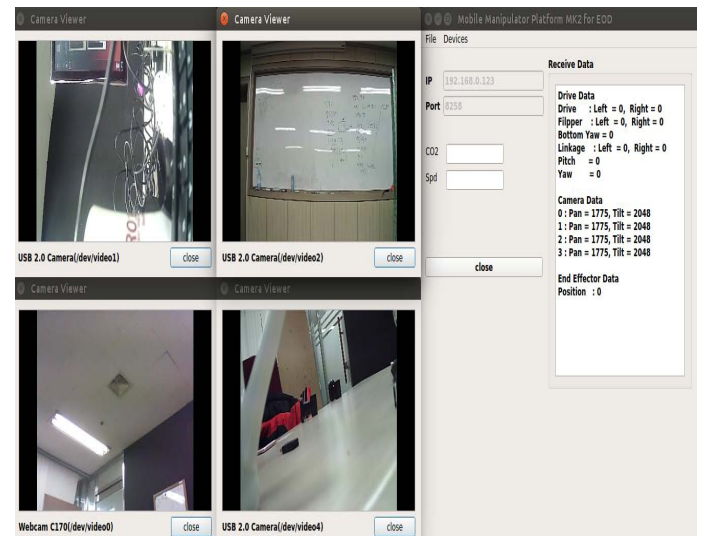 Camera Viewer
USB 2.0 Camera(/dev/video1)
close
Camera Viewer
USB 2.0 Camera(/dev/video2)
close
Camera Viewer
Webcam C170(/dev/video0)
close
Camera Viewer
USB 2.0 Camera(/dev/video4)
close
Mobile Manipulator Platform MK2 for EOD
File Devices
IP 192.168.0.123
Port 8258
CO2
Spd
close
Receive Data
Drive Data
Drive : Left = 0, Right = 0
Filpper : Left = 0, Right = 0
Bottom Yaw = 0
Linkage : Left = 0, Right = 0
Pitch = 0
Yaw = 0
Camera Data
0 : Pan = 1775, Tilt = 2048
1 : Pan = 1775, Tilt = 2048
2 : Pan = 1775, Tilt = 2048
3 : Pan = 1775, Tilt = 2048
End Effector Data
Position : 0